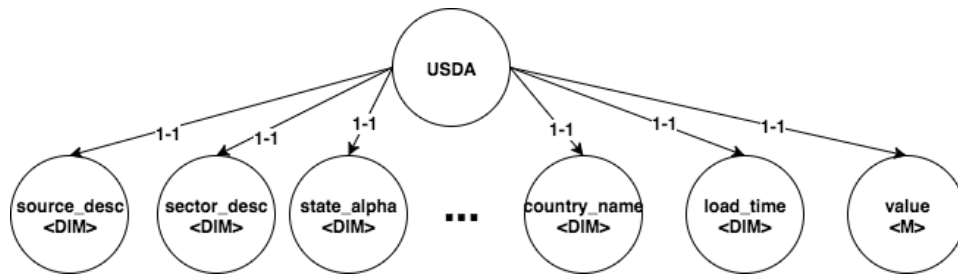 USDA
1-1 1-1 1-1 1-1 1-1 1-1
source_desc sector_desc state_alpha ... country_name load_time value
<DIM> <DIM> <DIM> <DIM> <DIM> <M>